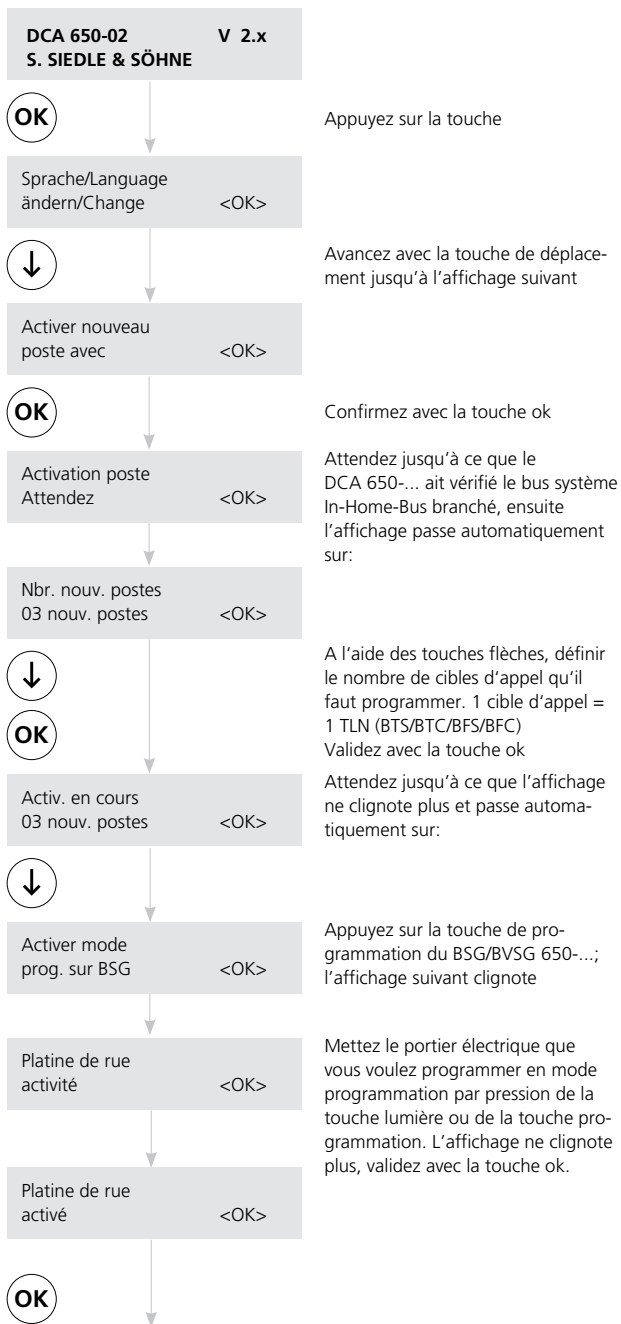 DCA 650-02 V 2.x
S. SIEDLE & SÖHNE
OK
Appuyez sur la touche
Sprache/Language
ändern/Change <OK>
↓
Avancez avec la touche de déplace-
ment jusqu'à l'affichage suivant
Activer nouveau
poste avec <OK>
OK
Confirmez avec la touche ok
Activation poste
Attendez <OK>
Attendez jusqu'à ce que le
DCA 650-... ait vérifié le bus système
In-Home-Bus branché, ensuite
l'affichage passe automatiquement
sur:
Nbr. nouv. postes
03 nouv. postes <OK>
↓
OK
A l'aide des touches flèches, définir
le nombre de cibles d'appel qu'il
faut programmer. 1 cible d'appel =
1 TLN (BTS/BTC/BFS/BFC)
Validez avec la touche ok
Activ. en cours
03 nouv. postes <OK>
Attendez jusqu'à ce que l'affichage
ne clignote plus et passe automa-
tiquement sur:
↓
Activer mode
prog. sur BSG <OK>
Appuyez sur la touche de pro-
grammation du BSG/BVSG 650-...;
l'affichage suivant clignote
Platine de rue
activité <OK>
Mettez le portier électrique que
vous voulez programmer en mode
programmation par pression de la
touche lumière ou de la touche pro-
grammation. L'affichage ne clignote
plus, validez avec la touche ok.
Platine de rue
activé <OK>
OK